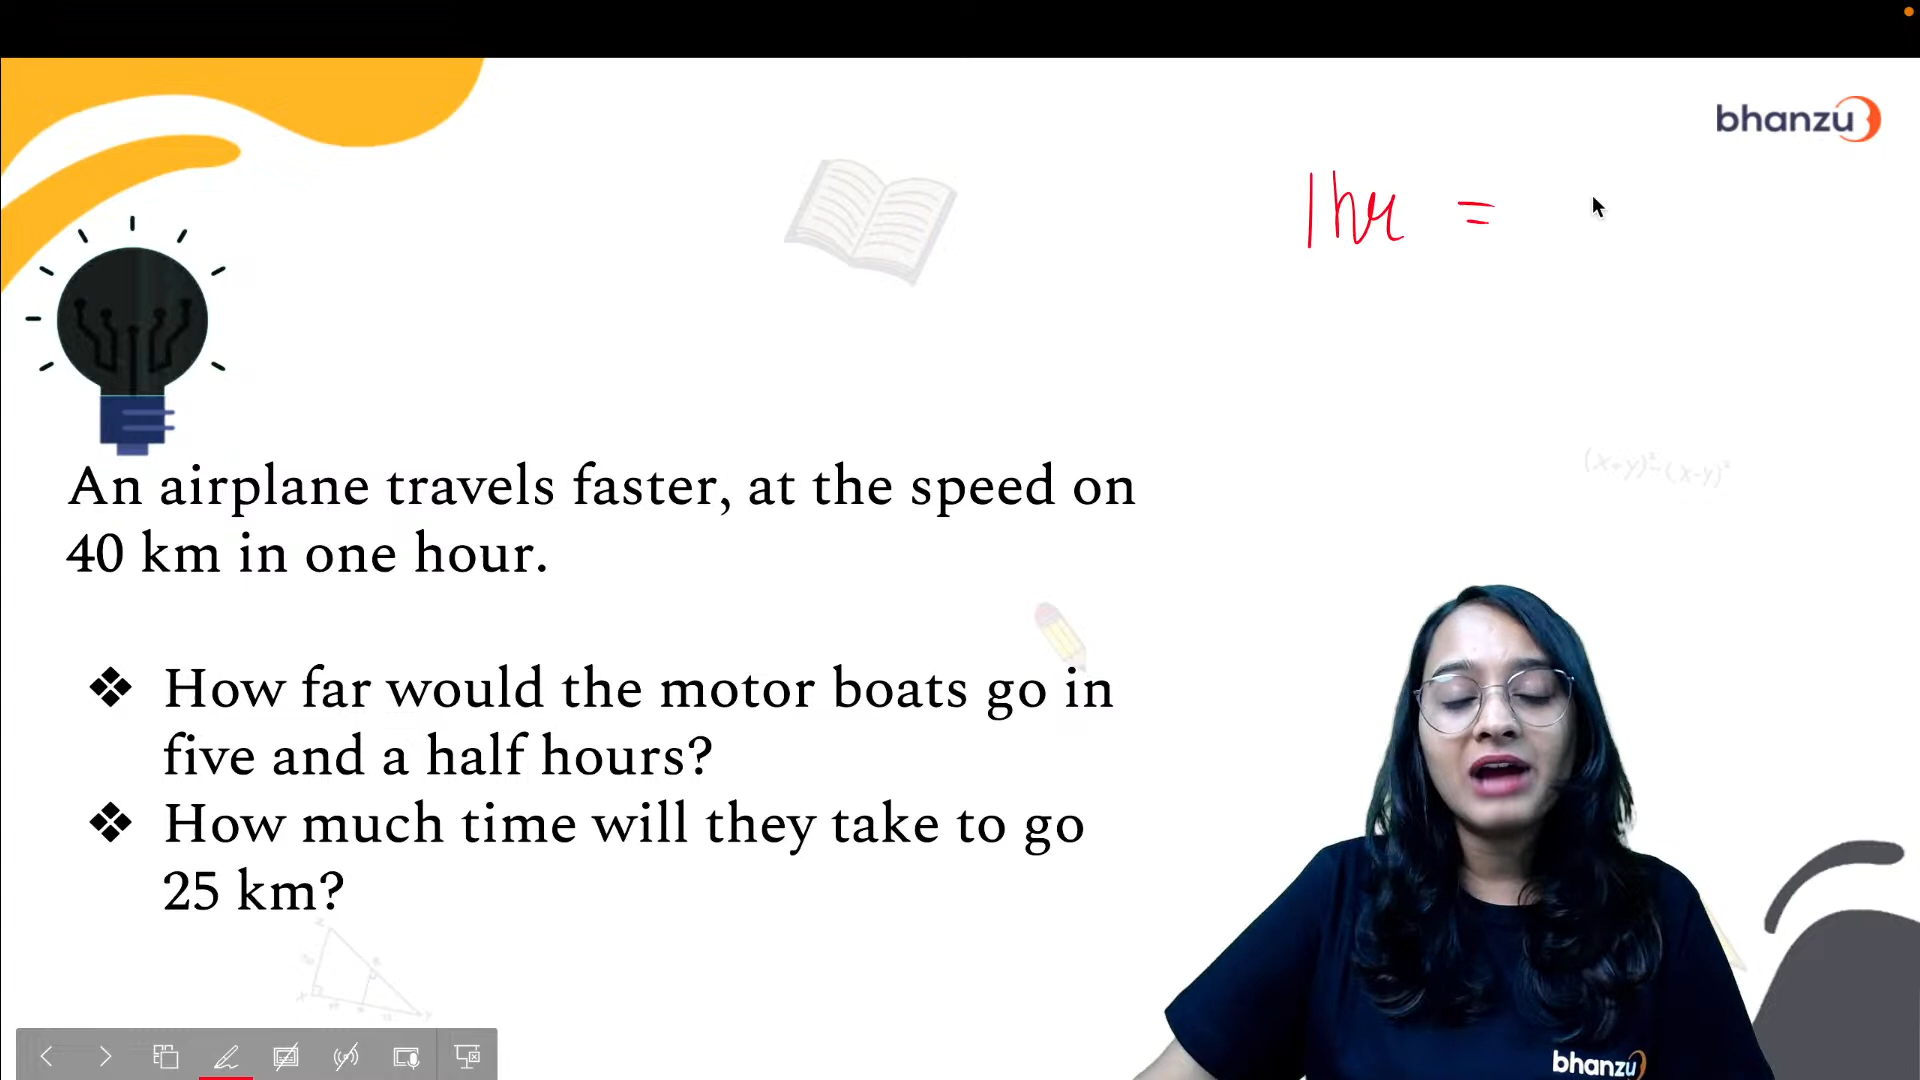 bhanzu
1hr =
(x+y)²-(x-y)²
An airplane travels faster, at the speed on
40 km in one hour.
❖ How far would the motor boats go in
five and a half hours?
❖ How much time will they take to go
25 km?
bhanzu